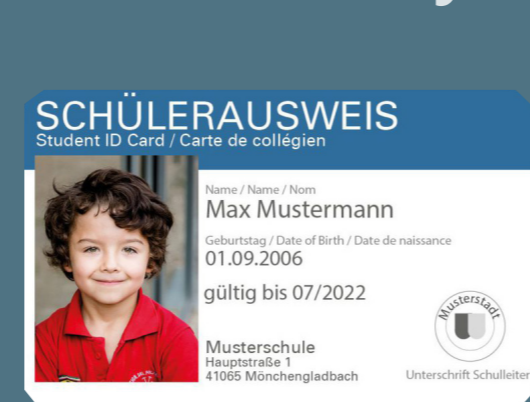 SCHÜLERAUSWEIS
Student ID Card / Carte de collégien
Name / Name / Nom
Max Mustermann
Geburtstag / Date of Birth / Date de naissance
01.09.2006
gültig bis 07/2022
Musterschule
Hauptstraße 1
41065 Mönchengladbach
Musterstadt
Unterschrift Schulleiter